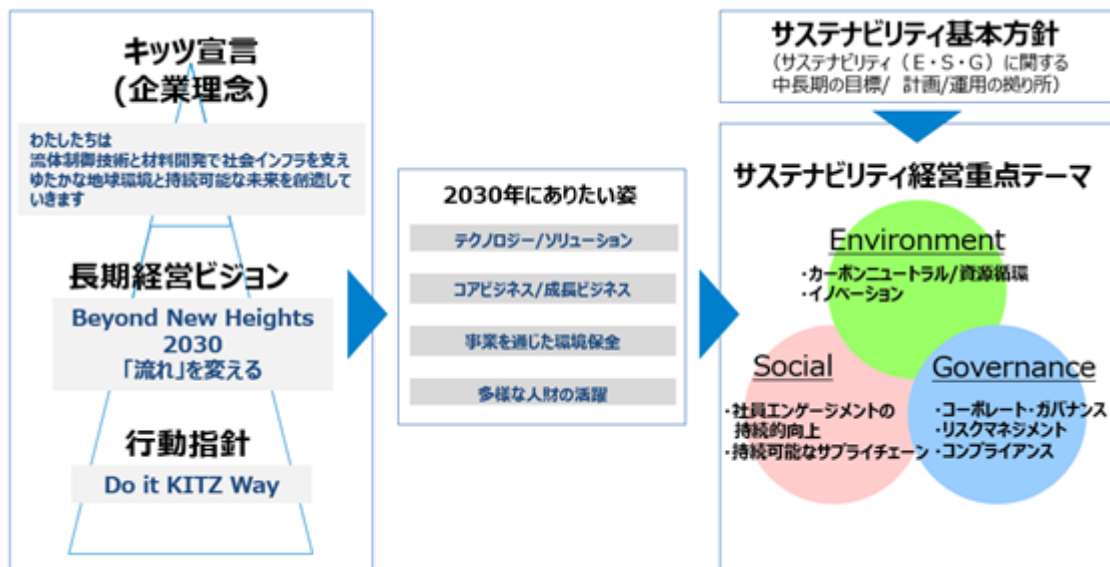 キッツ宣言
(企業理念)
わたしたちは
流体制御技術と材料開発で社会インフラを支え
ゆたかな地球環境と持続可能な未来を創造して
いきます
長期経営ビジョン
Beyond New Heights
2030
「流れ」を変える
行動指針
Do it KITZ Way
2030年にありたい姿
テクノロジー/ソリューション
コアビジネス/成長ビジネス
事業を通じた環境保全
多様な人財の活躍
サステナビリティ基本方針
(サステナビリティ(E・S・G)に関する
中長期の目標/ 計画/運用の拠り所)
サステナビリティ経営重点テーマ
Environment
・カーボンニュートラル/資源循環
・イノベーション
Social
・社員エンゲージメントの
持続的向上
・持続可能なサプライチェーン
Governance
・コーポレート・ガバナンス
・リスクマネジメント
・コンプライアンス